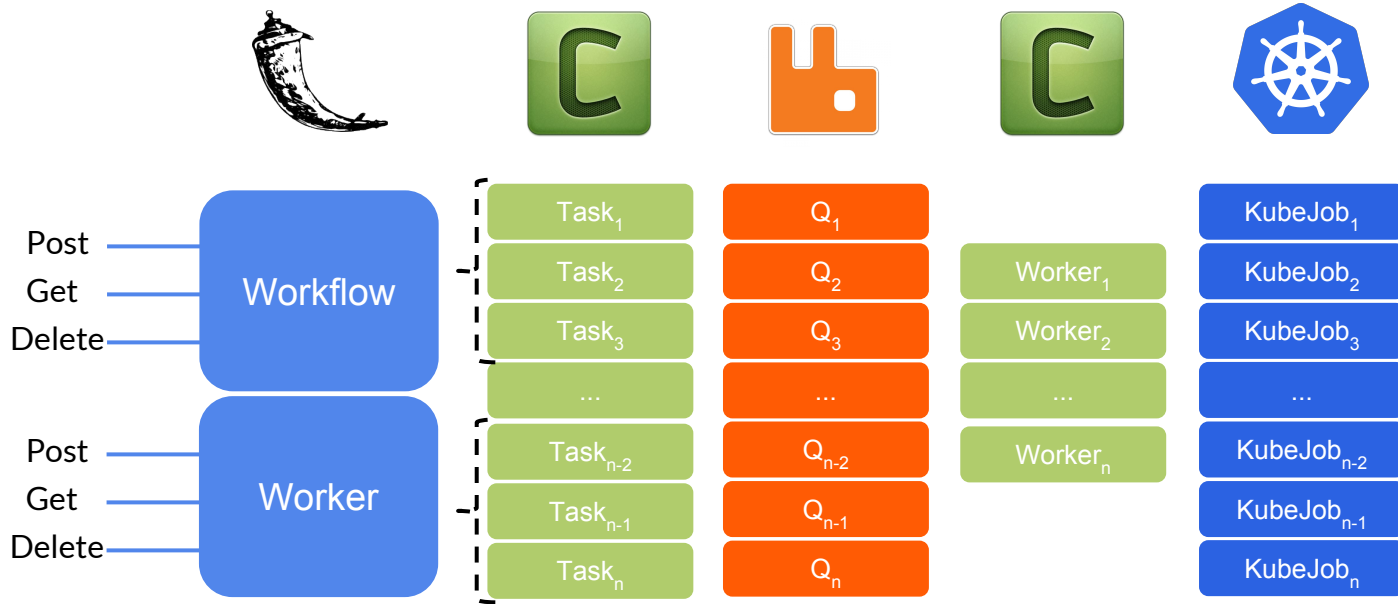 Post
Get
Delete
Workflow
Post
Get
Delete
Worker
Task1
Task2
Task3
...
Taskn-2
Taskn-1
Taskn
Q1
Q2
Q3
...
Qn-2
Qn-1
Qn
Worker1
Worker2
...
Workern
KubeJob1
KubeJob2
KubeJob3
...
KubeJobn-2
KubeJobn-1
KubeJobn
C
C